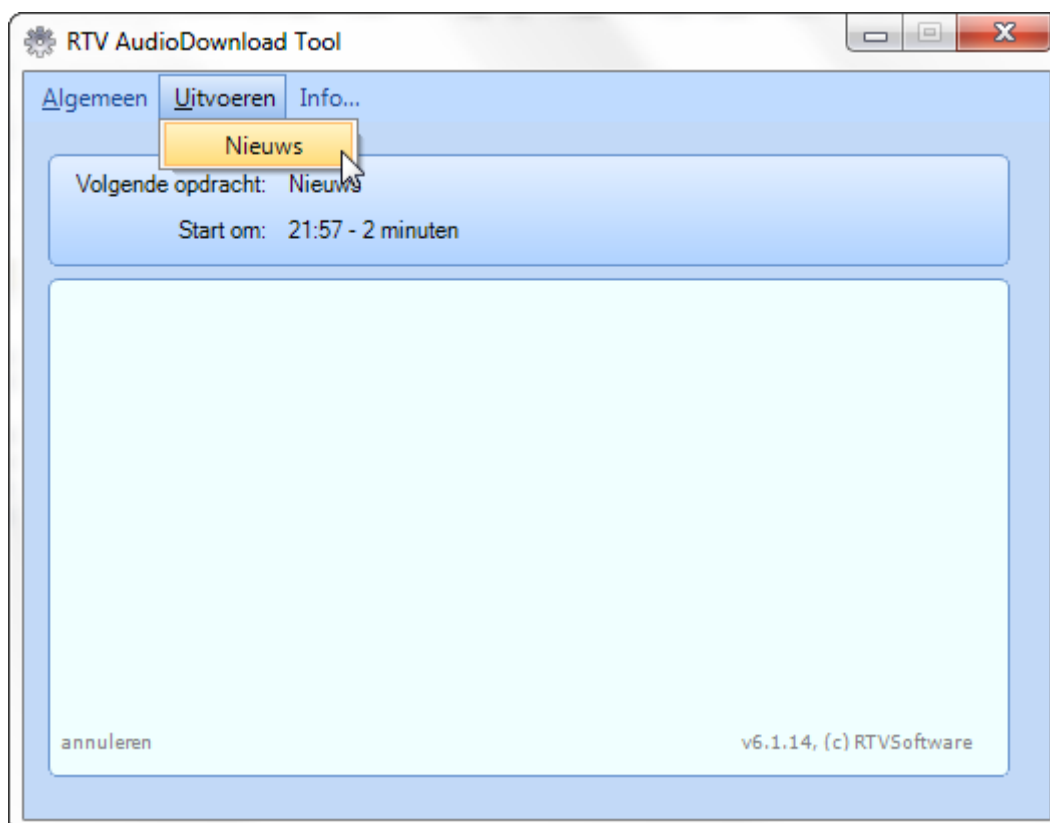 RTV AudioDownload Tool
Algemeen Uitvoeren Info...
Nieuws
Volgende opdracht: Nieuws
Start om: 21:57 - 2 minuten
annuleren v6.1.14, (c) RTVSoftware